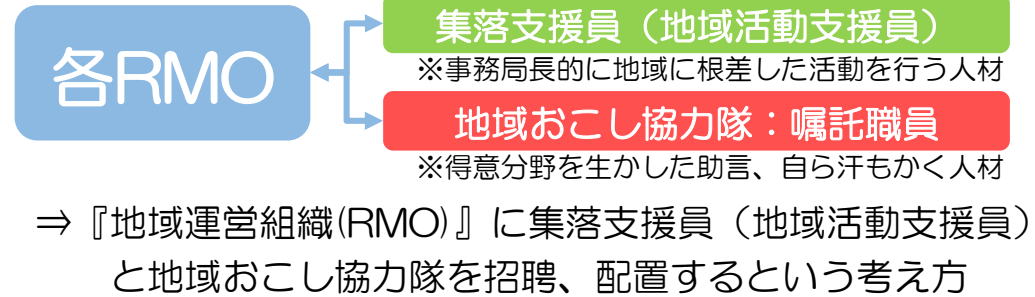 各RMO
集落支援員（地域活動支援員）
※事務局長的に地域に根差した活動を行う人材
地域おこし協力隊：嘱託職員
※得意分野を生かした助言、自ら汗もかく人材
⇒『地域運営組織(RMO)』に集落支援員（地域活動支援員）
と地域おこし協力隊を招聘、配置するという考え方